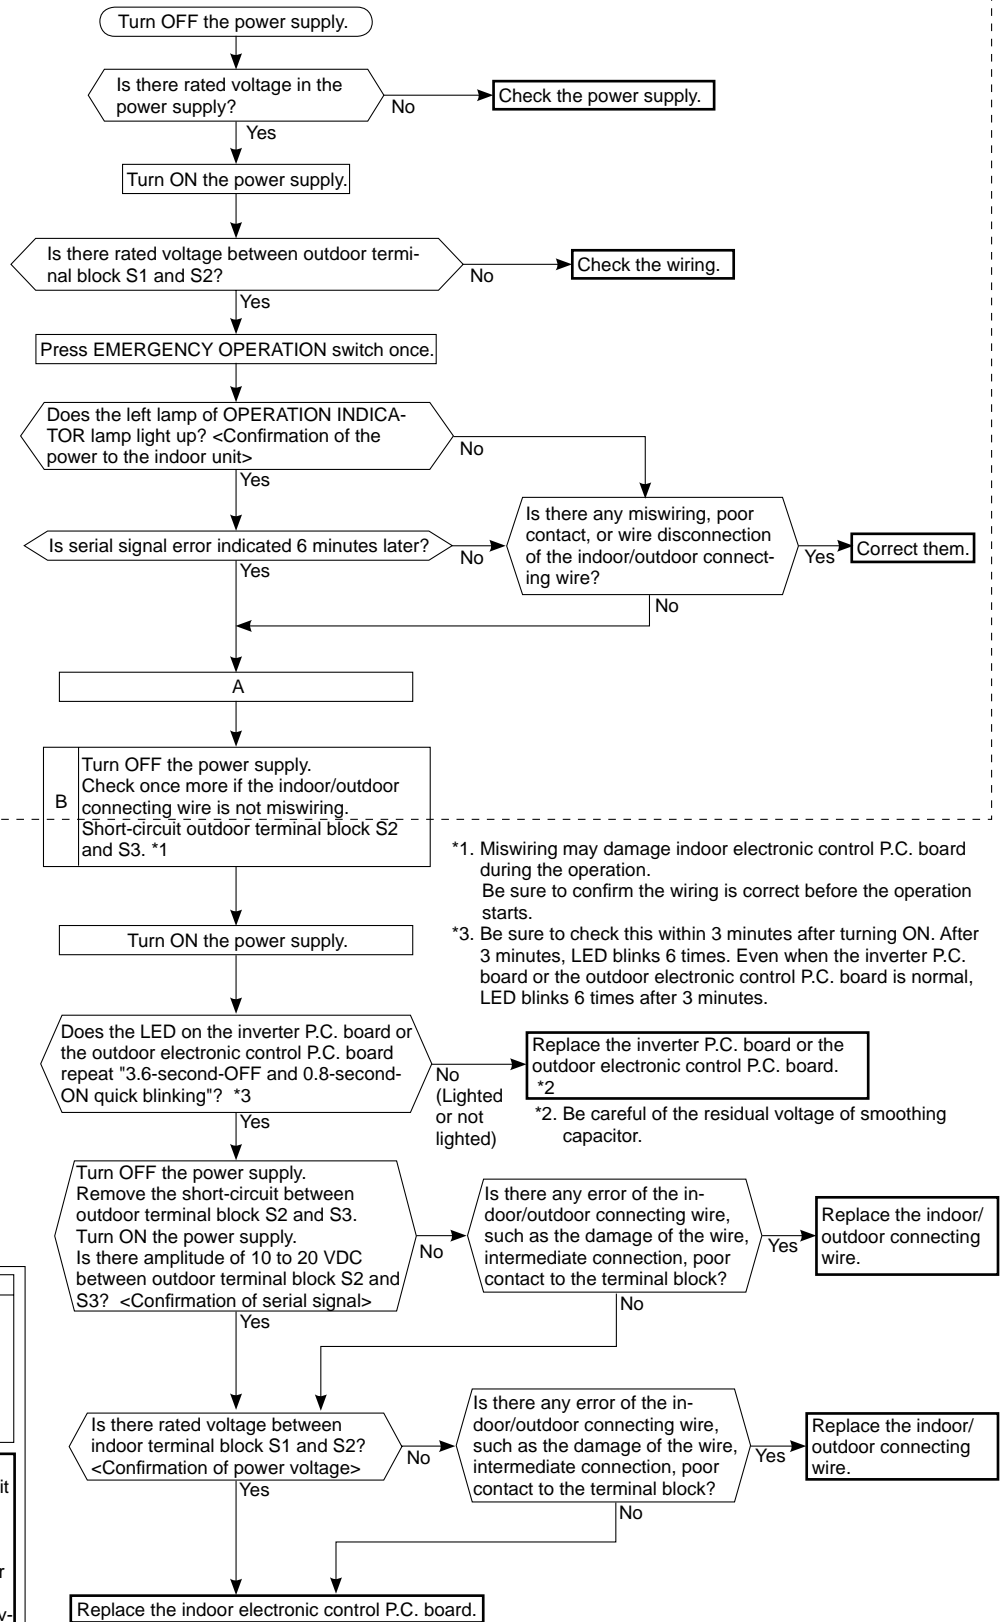 Turn OFF the power supply.
Is there rated voltage in the
power supply?
No
Check the power supply.
Yes
Turn ON the power supply.
Is there rated voltage between outdoor termi-
nal block S1 and S2?
No
Check the wiring.
Yes
Press EMERGENCY OPERATION switch once.
Does the left lamp of OPERATION INDICA-
TOR lamp light up? <Confirmation of the
power to the indoor unit>
No
Yes
Is serial signal error indicated 6 minutes later?
No
Yes
Is there any miswiring, poor
contact, or wire disconnection
of the indoor/outdoor connect-
ing wire?
Yes
Correct them.
No
A
B
Turn OFF the power supply.
Check once more if the indoor/outdoor
connecting wire is not miswiring.
Short-circuit outdoor terminal block S2
and S3. *1
*1. Miswiring may damage indoor electronic control P.C. board
during the operation.
Be sure to confirm the wiring is correct before the operation
starts.
*3. Be sure to check this within 3 minutes after turning ON. After
3 minutes, LED blinks 6 times. Even when the inverter P.C.
board or the outdoor electronic control P.C. board is normal,
LED blinks 6 times after 3 minutes.
Turn ON the power supply.
Does the LED on the inverter P.C. board or
the outdoor electronic control P.C. board
repeat "3.6-second-OFF and 0.8-second-
ON quick blinking"? *3
No
(Lighted
or not
lighted)
Replace the inverter P.C. board or the
outdoor electronic control P.C. board.
*2
*2. Be careful of the residual voltage of smoothing
capacitor.
Yes
Turn OFF the power supply.
Remove the short-circuit between
outdoor terminal block S2 and S3.
Turn ON the power supply.
Is there amplitude of 10 to 20 VDC
between outdoor terminal block S2 and
S3? <Confirmation of serial signal>
No
Is there any error of the in-
door/outdoor connecting wire,
such as the damage of the wire,
intermediate connection, poor
contact to the terminal block?
Yes
Replace the indoor/
outdoor connecting
wire.
No
Yes
Is there rated voltage between
indoor terminal block S1 and S2?
<Confirmation of power voltage>
No
Is there any error of the in-
door/outdoor connecting wire,
such as the damage of the wire,
intermediate connection, poor
contact to the terminal block?
Yes
Replace the indoor/
outdoor connecting
wire.
No
Yes
Replace the indoor electronic control P.C. board.